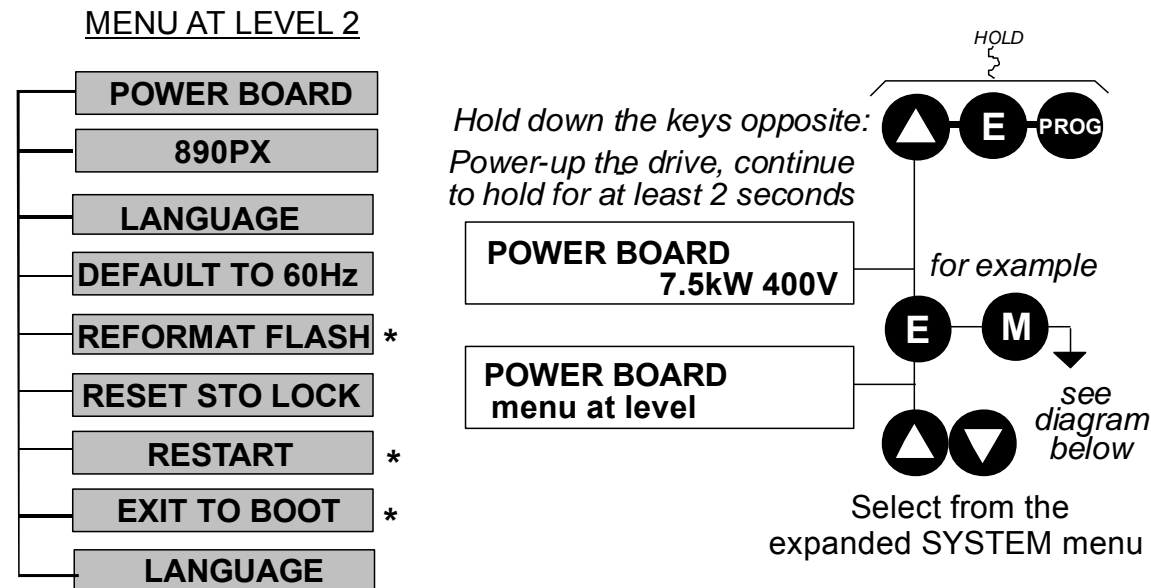 MENU AT LEVEL 2
POWER BOARD
890PX
LANGUAGE
DEFAULT TO 60Hz
REFORMAT FLASH *
RESET STO LOCK
RESTART *
EXIT TO BOOT *
LANGUAGE
HOLD
E
PROG
Hold down the keys opposite:
Power-up the drive, continue
to hold for at least 2 seconds
POWER BOARD
7.5kW 400V
for example
E
M
POWER BOARD
menu at level
see
diagram
below
Select from the
expanded SYSTEM menu